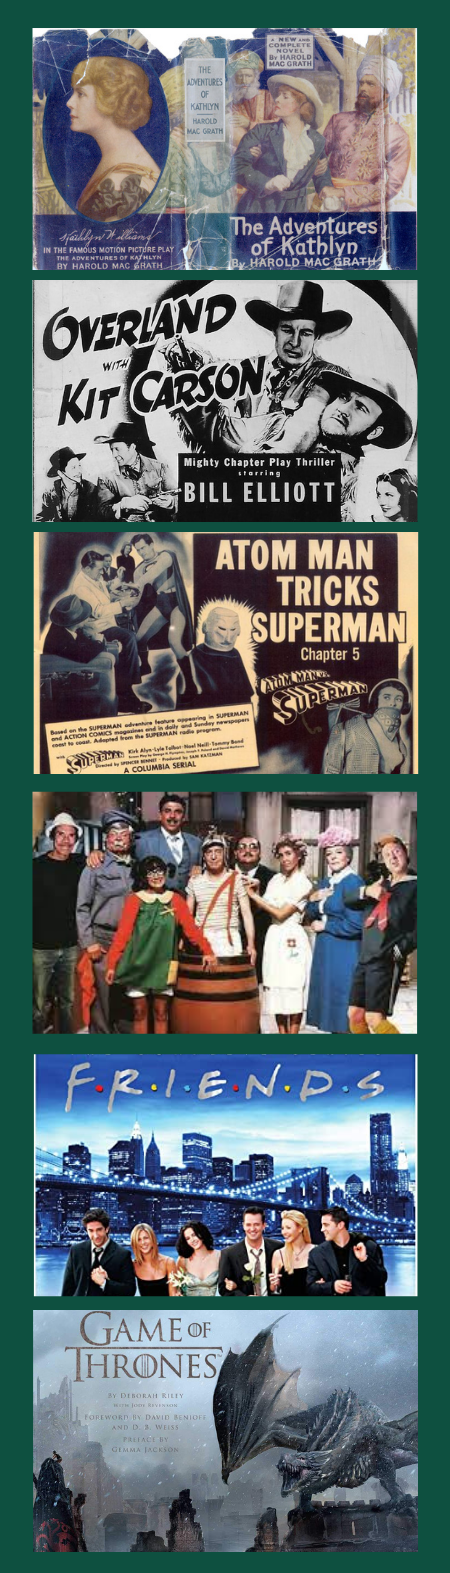 THE
ADVENTURES
OF
KATHLYN
HAROLD
MAC GRATH
A NEW AND
COMPLETE
NOVEL
By HAROLD
MAC GRATH
Kathlyn Williams
IN THE FAMOUS MOTION PICTURE PLAY
THE ADVENTURES OF KATHLYN
BY HAROLD MAC GRATH
The Adventures
of Kathlyn
By HAROLD MAC GRATH
OVERLAND
WITH
KIT CARSON
Mighty Chapter Play Thriller
starring
BILL ELLIOTT
ATOM MAN
TRICKS
SUPERMAN
Chapter 5
ATOM MAN vs.
SUPERMAN
Based on the SUPERMAN adventure feature appearing in SUPERMAN
and ACTION COMICS magazines and in daily and Sunday newspapers
coast to coast. Adapted from the SUPERMAN radio program.
SUPERMAN
Kirk Alyn · Lyle Talbot · Noel Neill · Tommy Bond
Directed by SPENCER BENNET · Produced by SAM KATZMAN
A COLUMBIA SERIAL
F·R·I·E·N·D·S
GAME OF
THRONES
BY DEBORAH RILEY
WITH JODY REVENSON
FOREWORD BY DAVID BENIOFF
AND D. B. WEISS
PREFACE BY
GEMMA JACKSON